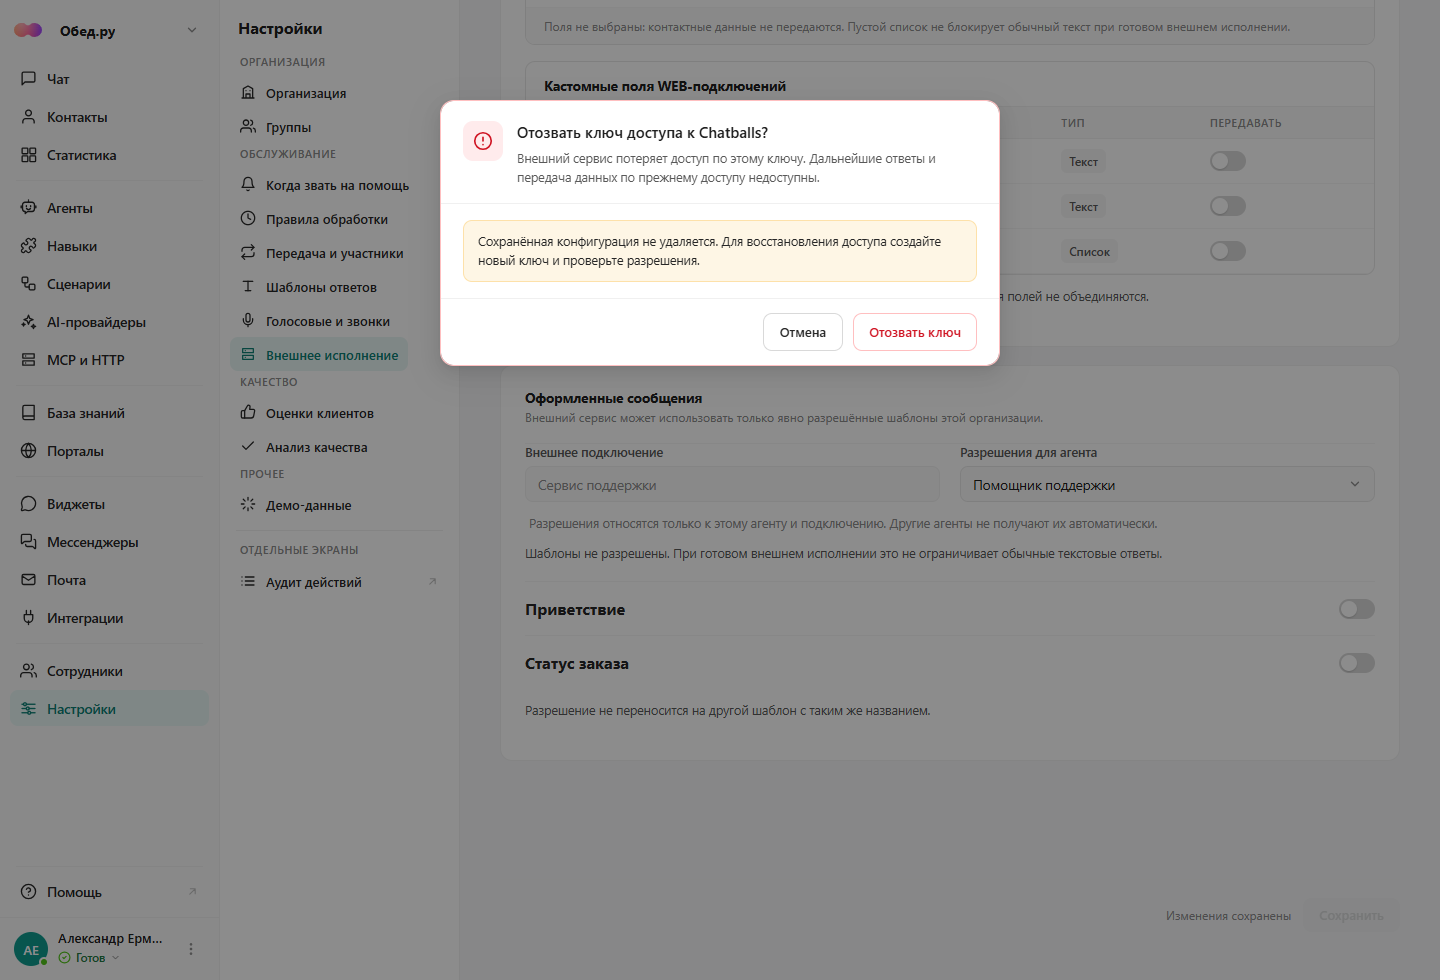 Обед.ру
Чат
Контакты
Статистика
Агенты
Навыки
Сценарии
AI-провайдеры
MCP и HTTP
База знаний
Порталы
Виджеты
Мессенджеры
Почта
Интеграции
Сотрудники
Настройки
Помощь
АЕ
Александр Ерм...
Готов
Настройки
ОРГАНИЗАЦИЯ
Организация
Группы
ОБСЛУЖИВАНИЕ
Когда звать на помощь
Правила обработки
Передача и участники
Шаблоны ответов
Голосовые и звонки
Внешнее исполнение
КАЧЕСТВО
Оценки клиентов
Анализ качества
ПРОЧЕЕ
Демо-данные
ОТДЕЛЬНЫЕ ЭКРАНЫ
Аудит действий
Поля не выбраны: контактные данные не передаются. Пустой список не блокирует обычный текст при готовом внешнем исполнении.
Кастомные поля WEB-подключений
ТИП
ПЕРЕДАВАТЬ
Текст
Текст
Список
я полей не объединяются.
Отозвать ключ доступа к Chatballs?
Внешний сервис потеряет доступ по этому ключу. Дальнейшие ответы и
передача данных по прежнему доступу недоступны.
Сохранённая конфигурация не удаляется. Для восстановления доступа создайте
новый ключ и проверьте разрешения.
Отмена
Отозвать ключ
Оформленные сообщения
Внешний сервис может использовать только явно разрешённые шаблоны этой организации.
Внешнее подключение
Разрешения для агента
Сервис поддержки
Помощник поддержки
Разрешения относятся только к этому агенту и подключению. Другие агенты не получают их автоматически.
Шаблоны не разрешены. При готовом внешнем исполнении это не ограничивает обычные текстовые ответы.
Приветствие
Статус заказа
Разрешение не переносится на другой шаблон с таким же названием.
Изменения сохранены
Сохранить